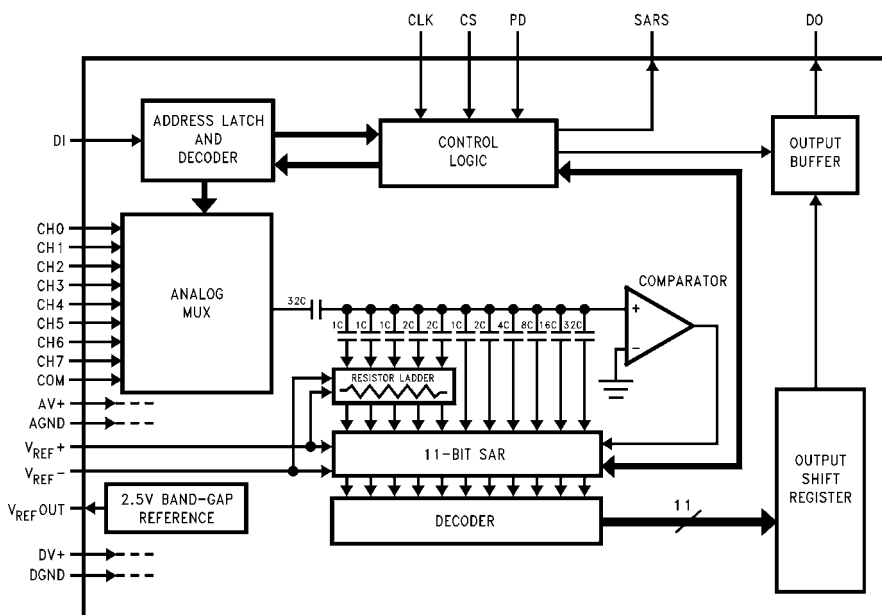 CLK CS PD SARS DO
DI
ADDRESS LATCH
AND
DECODER
CONTROL
LOGIC
OUTPUT
BUFFER
CH0
CH1
CH2
CH3
CH4
CH5
CH6
CH7
COM
ANALOG
MUX
32C
1C 1C 1C 2C 2C 1C 2C 4C 8C 16C 32C
COMPARATOR
+
−
RESISTOR LADDER
AV+
AGND
VREF+
VREF−
VREFOUT
DV+
DGND
2.5V BAND-GAP
REFERENCE
11-BIT SAR
DECODER
11
OUTPUT
SHIFT
REGISTER